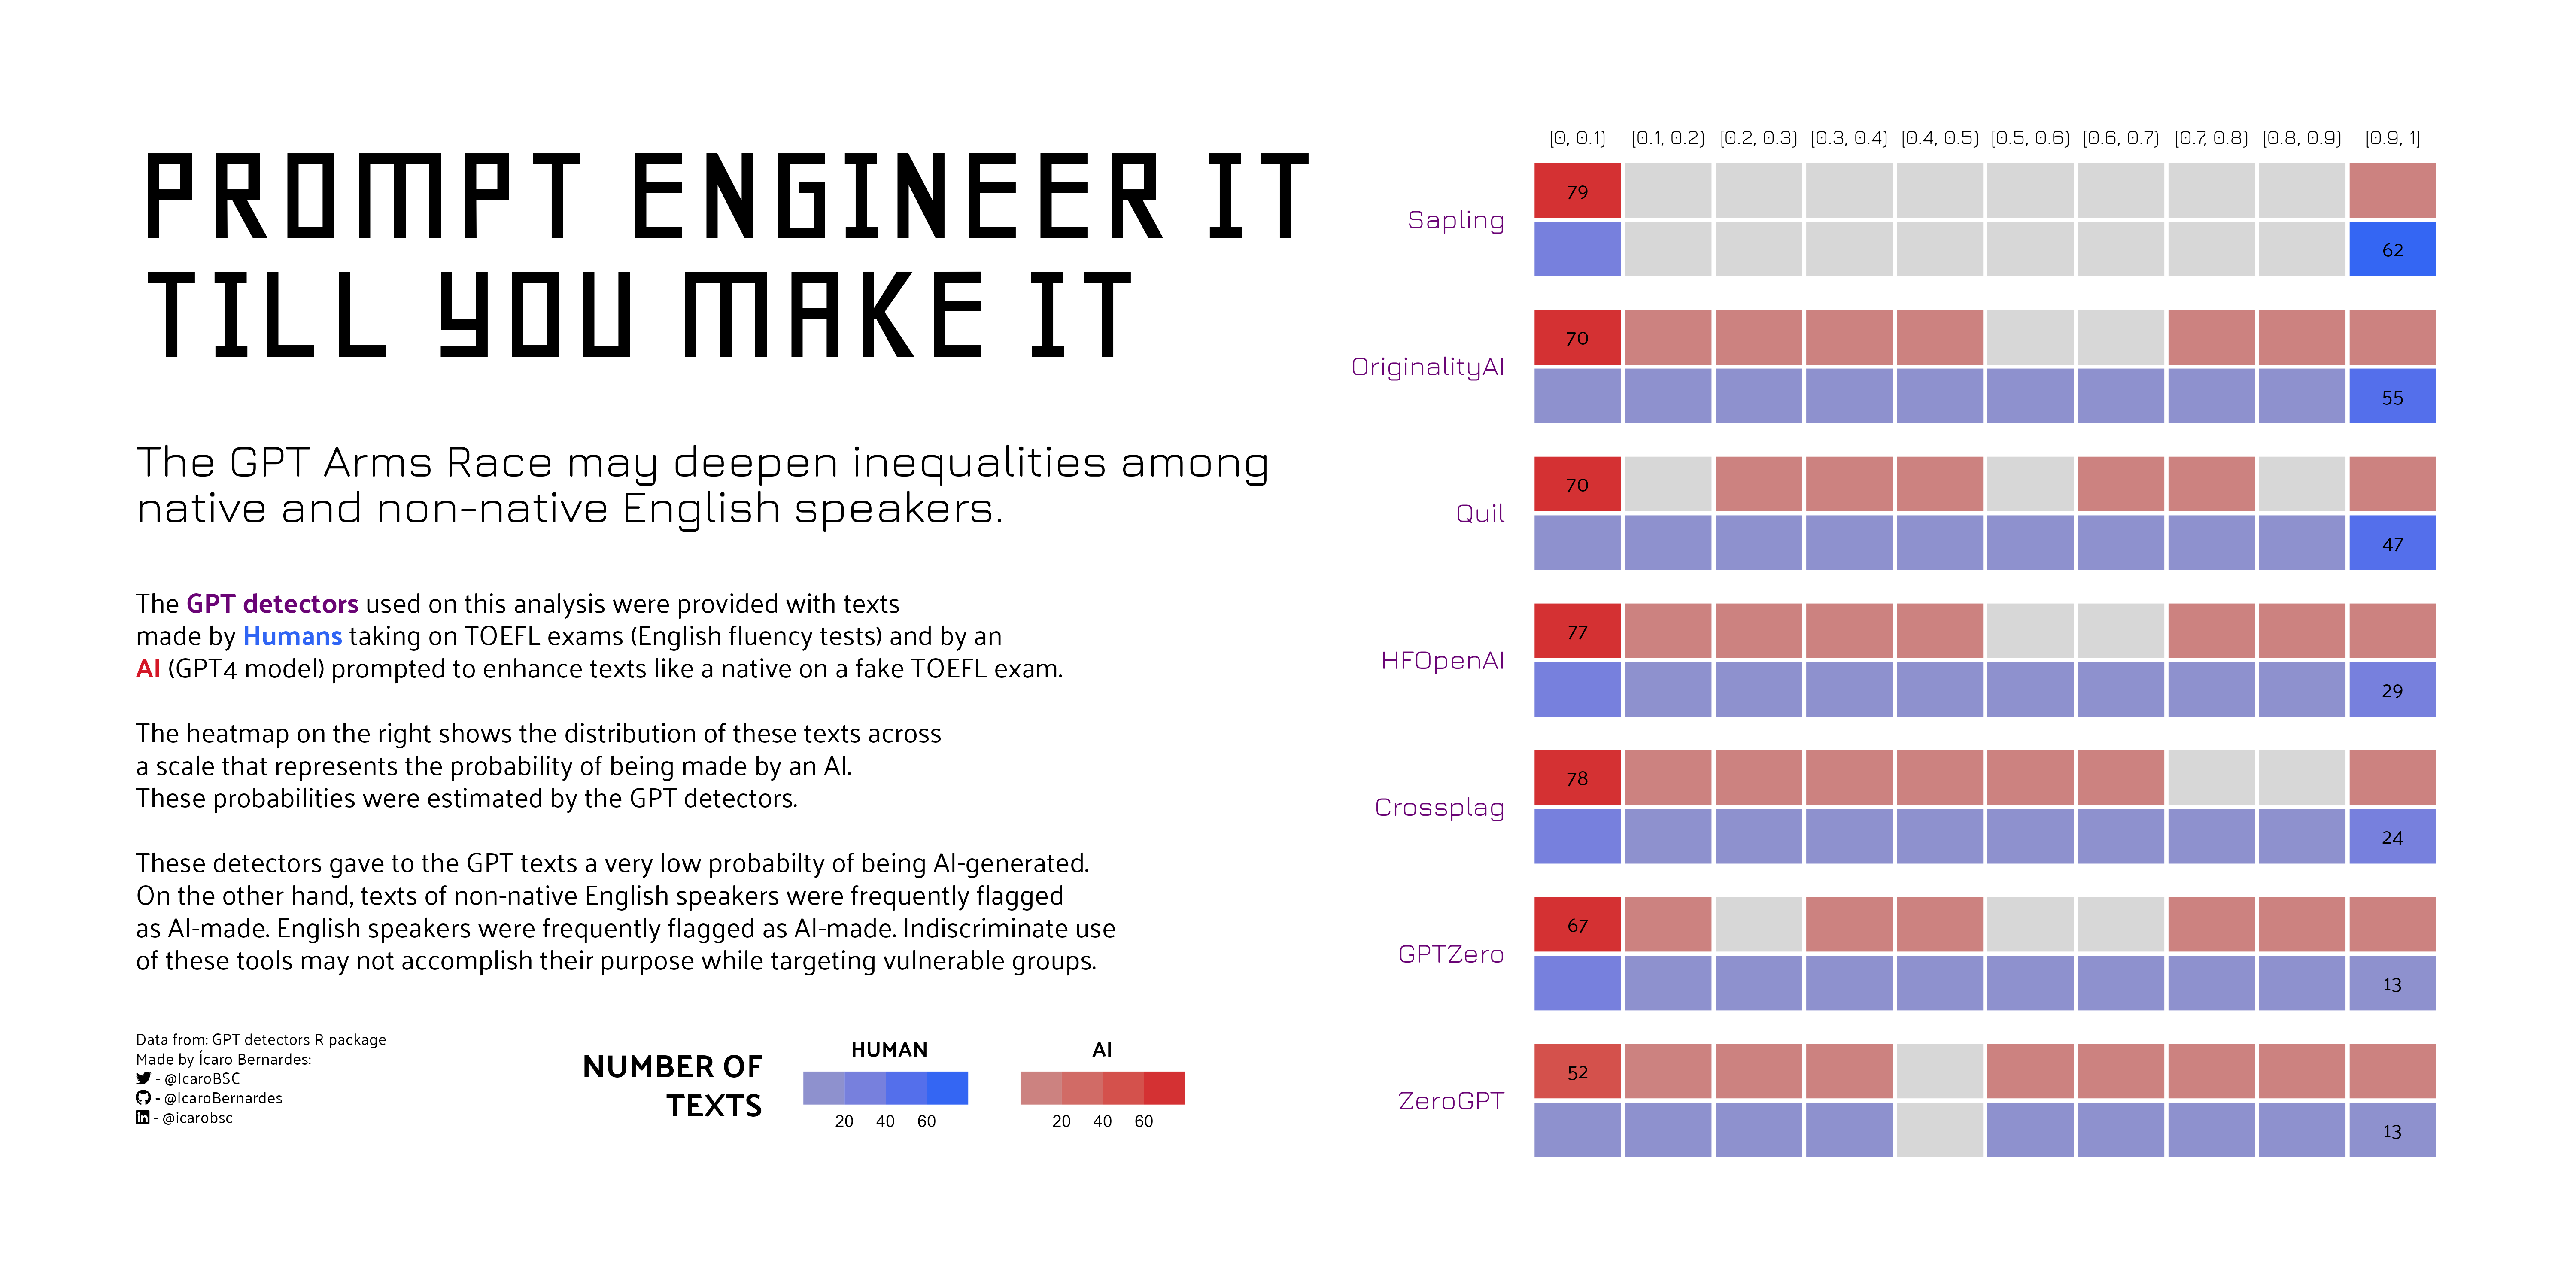 PROMPT ENGINEER IT
TILL YOU MAKE IT
The GPT Arms Race may deepen inequalities among
native and non-native English speakers.
The GPT detectors used on this analysis were provided with texts
made by Humans taking on TOEFL exams (English fluency tests) and by an
AI (GPT4 model) prompted to enhance texts like a native on a fake TOEFL exam.
The heatmap on the right shows the distribution of these texts across
a scale that represents the probability of being made by an AI.
These probabilities were estimated by the GPT detectors.
These detectors gave to the GPT texts a very low probabilty of being AI-generated.
On the other hand, texts of non-native English speakers were frequently flagged
as AI-made. English speakers were frequently flagged as AI-made. Indiscriminate use
of these tools may not accomplish their purpose while targeting vulnerable groups.
Data from: GPT detectors R package
Made by Ícaro Bernardes:
- @IcaroBSC
- @IcaroBernardes
- @icarobsc
NUMBER OF
TEXTS
HUMAN
20 40 60
AI
20 40 60
[0, 0.1) [0.1, 0.2) [0.2, 0.3) [0.3, 0.4) [0.4, 0.5) [0.5, 0.6) [0.6, 0.7) [0.7, 0.8) [0.8, 0.9) [0.9, 1]
Sapling
79
62
OriginalityAI
70
55
Quil
70
47
HFOpenAI
77
29
Crossplag
78
24
GPTZero
67
13
ZeroGPT
52
13